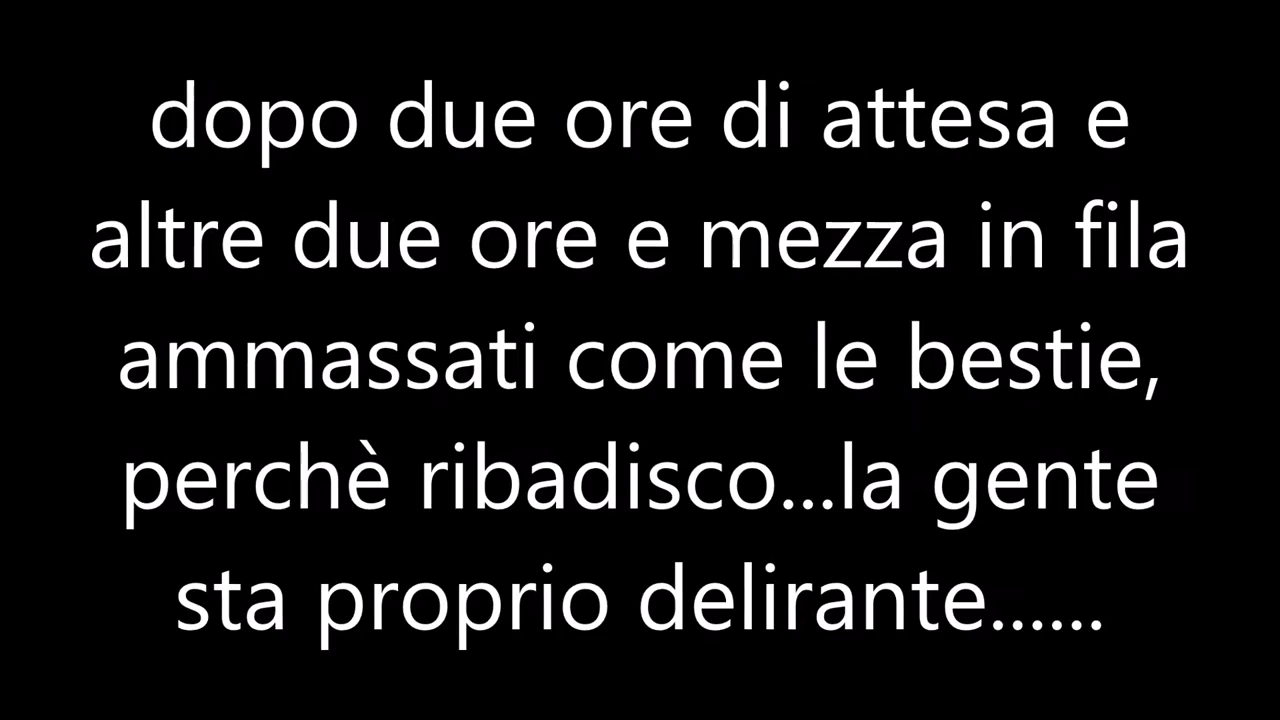 dopo due ore di attesa e
altre due ore e mezza in fila
ammassati come le bestie,
perchè ribadisco...la gente
sta proprio delirante......